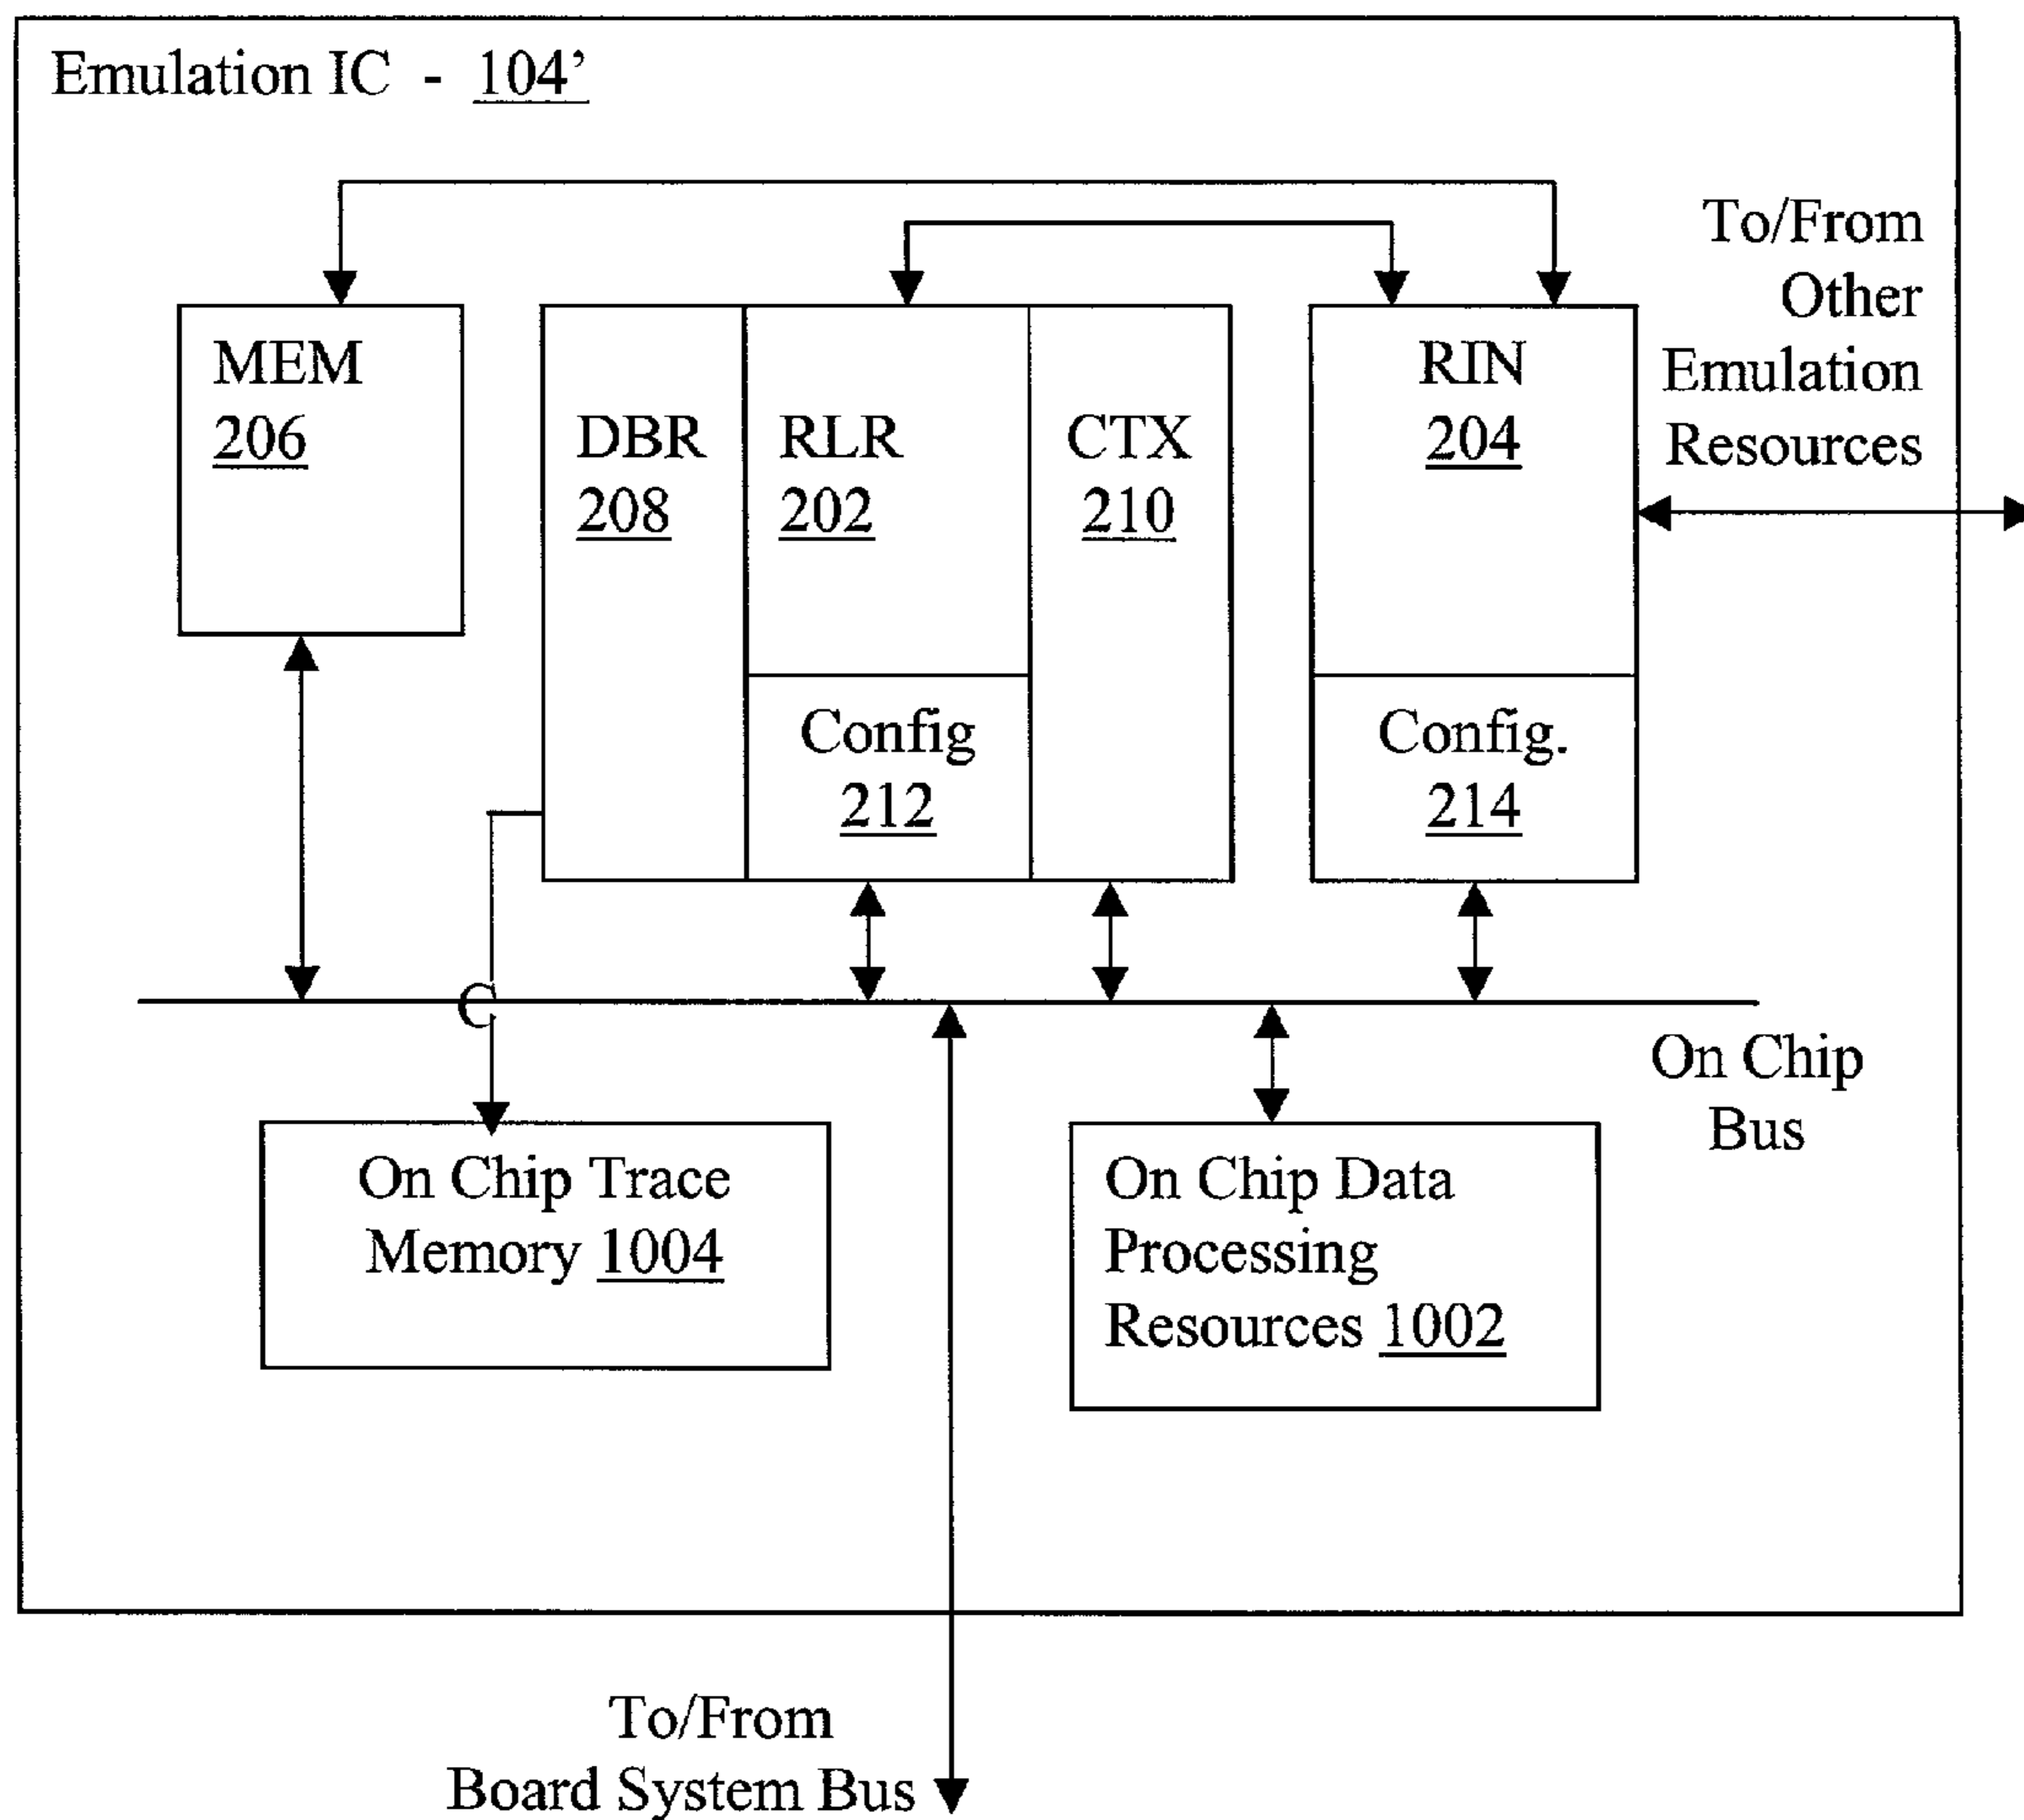 Emulation IC - 104’
To/From
Other
Emulation
Resources
MEM
206
DBR
208
RLR
202
CTX
210
RIN
204
Config
212
Config.
214
On Chip
Bus
On Chip Trace
Memory 1004
On Chip Data
Processing
Resources 1002
To/From
Board System Bus